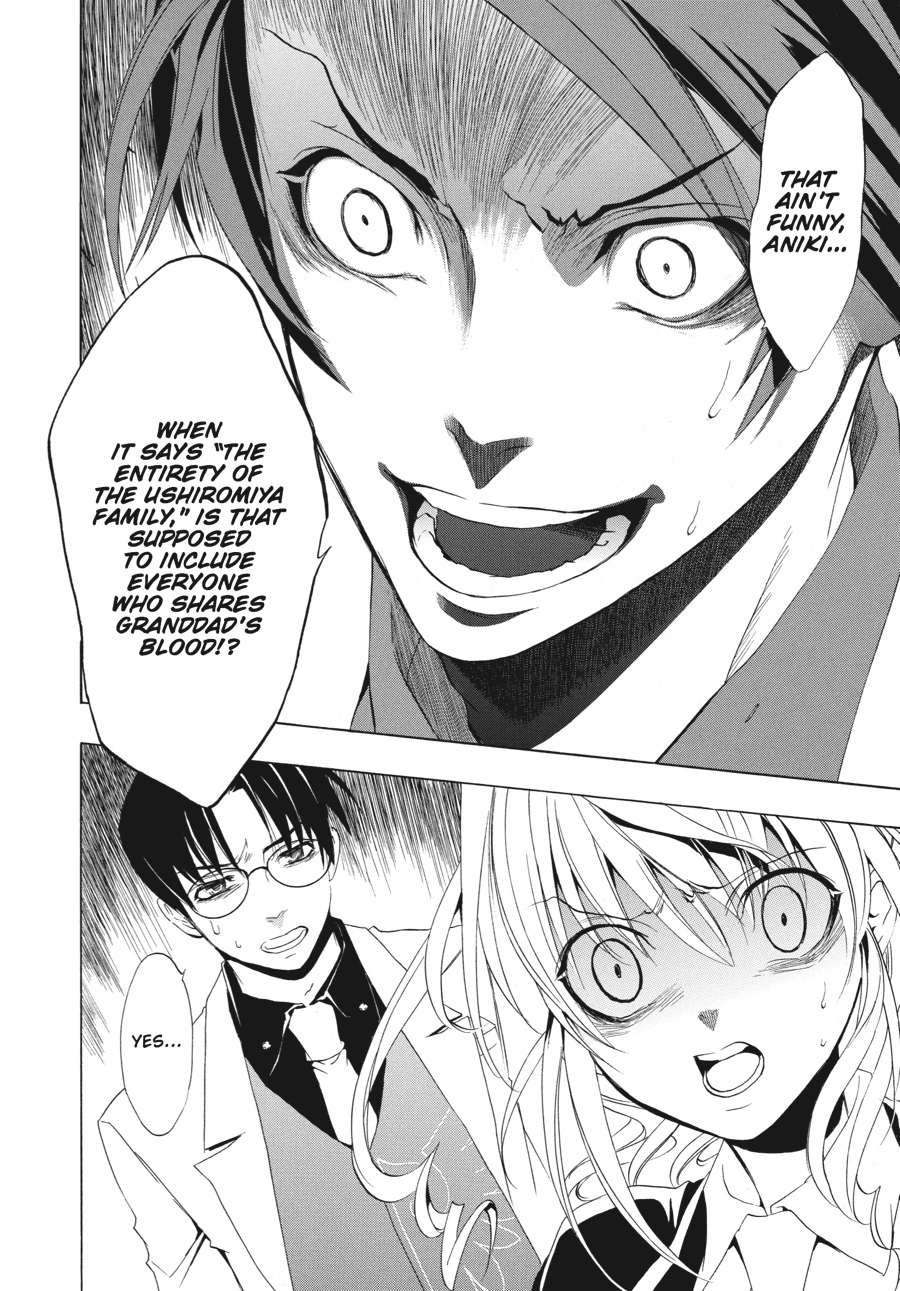 THAT
AIN'T
FUNNY,
ANIKI...
WHEN
IT SAYS "THE
ENTIRETY OF
THE USHIROMIYA
FAMILY," IS THAT
SUPPOSED
TO INCLUDE
EVERYONE
WHO SHARES
GRANDDAD'S
BLOOD!?
YES...